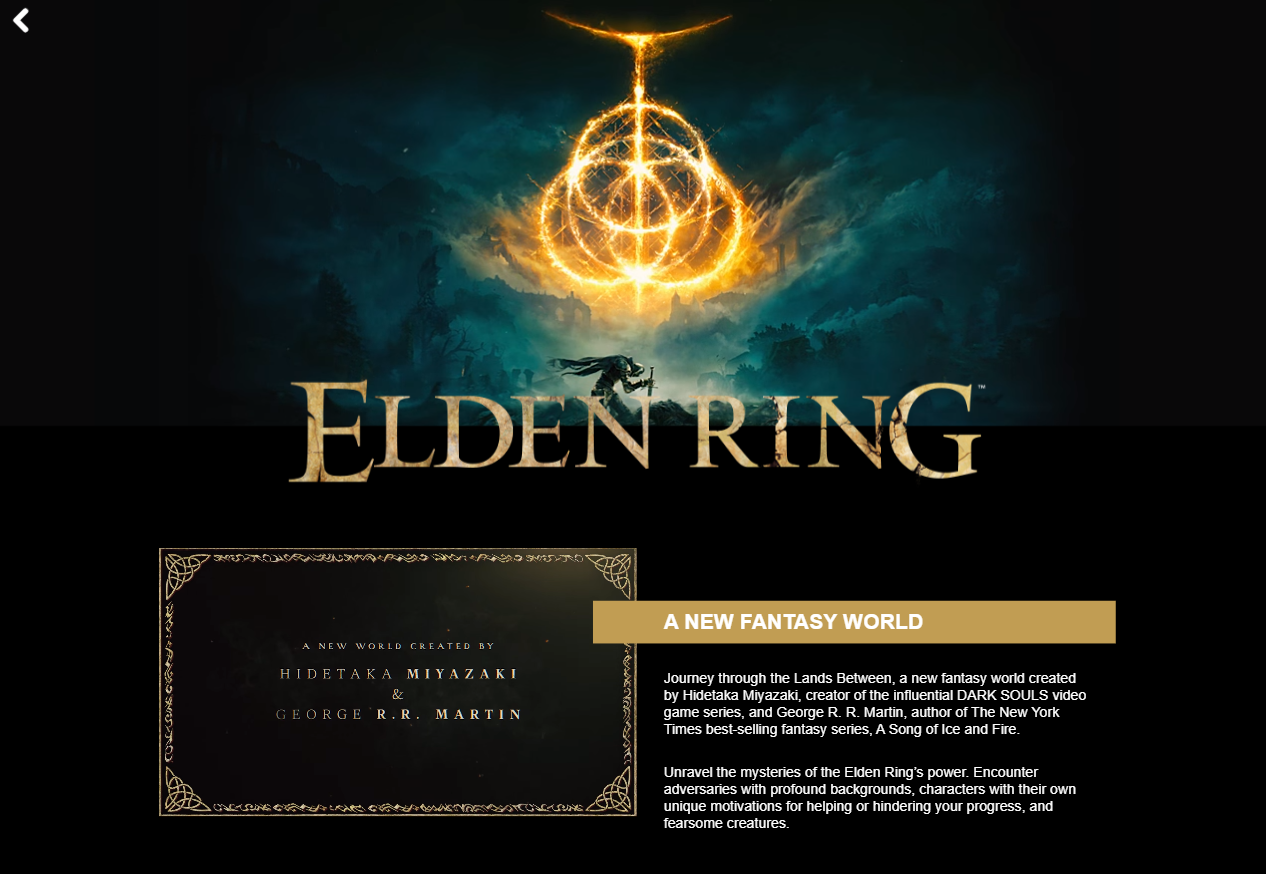 ELDEN RING™
A NEW WORLD CREATED BY
HIDETAKA MIYAZAKI
&
GEORGE R.R. MARTIN
A NEW FANTASY WORLD
Journey through the Lands Between, a new fantasy world created
by Hidetaka Miyazaki, creator of the influential DARK SOULS video
game series, and George R. R. Martin, author of The New York
Times best-selling fantasy series, A Song of Ice and Fire.
Unravel the mysteries of the Elden Ring’s power. Encounter
adversaries with profound backgrounds, characters with their own
unique motivations for helping or hindering your progress, and
fearsome creatures.